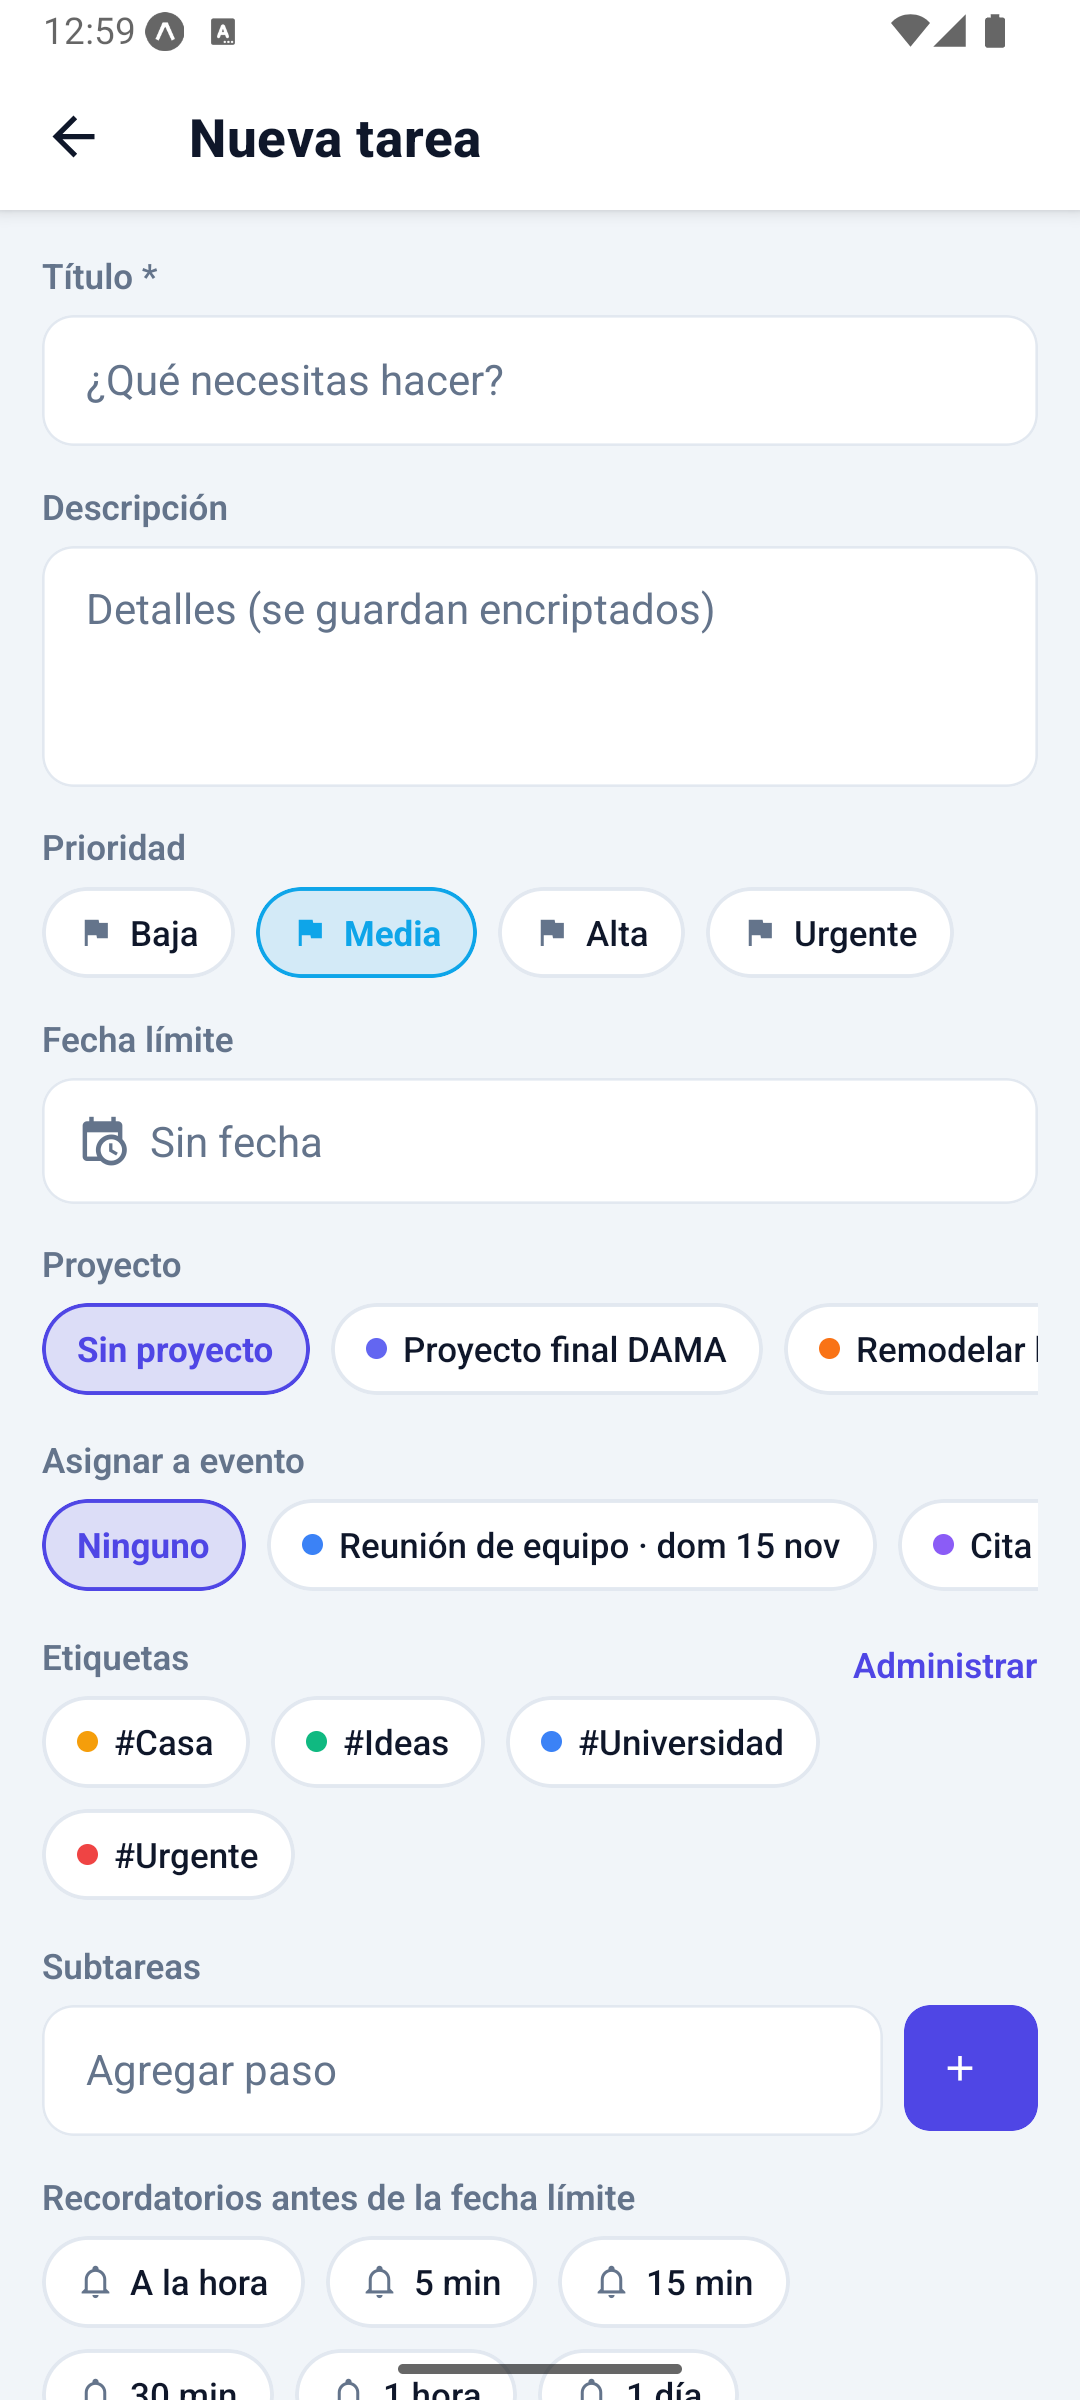 12:59
Nueva tarea
Título *
¿Qué necesitas hacer?
Descripción
Detalles (se guardan encriptados)
Prioridad
Baja Media Alta Urgente
Fecha límite
Sin fecha
Proyecto
Sin proyecto Proyecto final DAMA Remodelar
Asignar a evento
Ninguno Reunión de equipo · dom 15 nov Cita
Etiquetas Administrar
#Casa #Ideas #Universidad
#Urgente
Subtareas
Agregar paso +
Recordatorios antes de la fecha límite
A la hora 5 min 15 min
30 min 1 hora 1 día